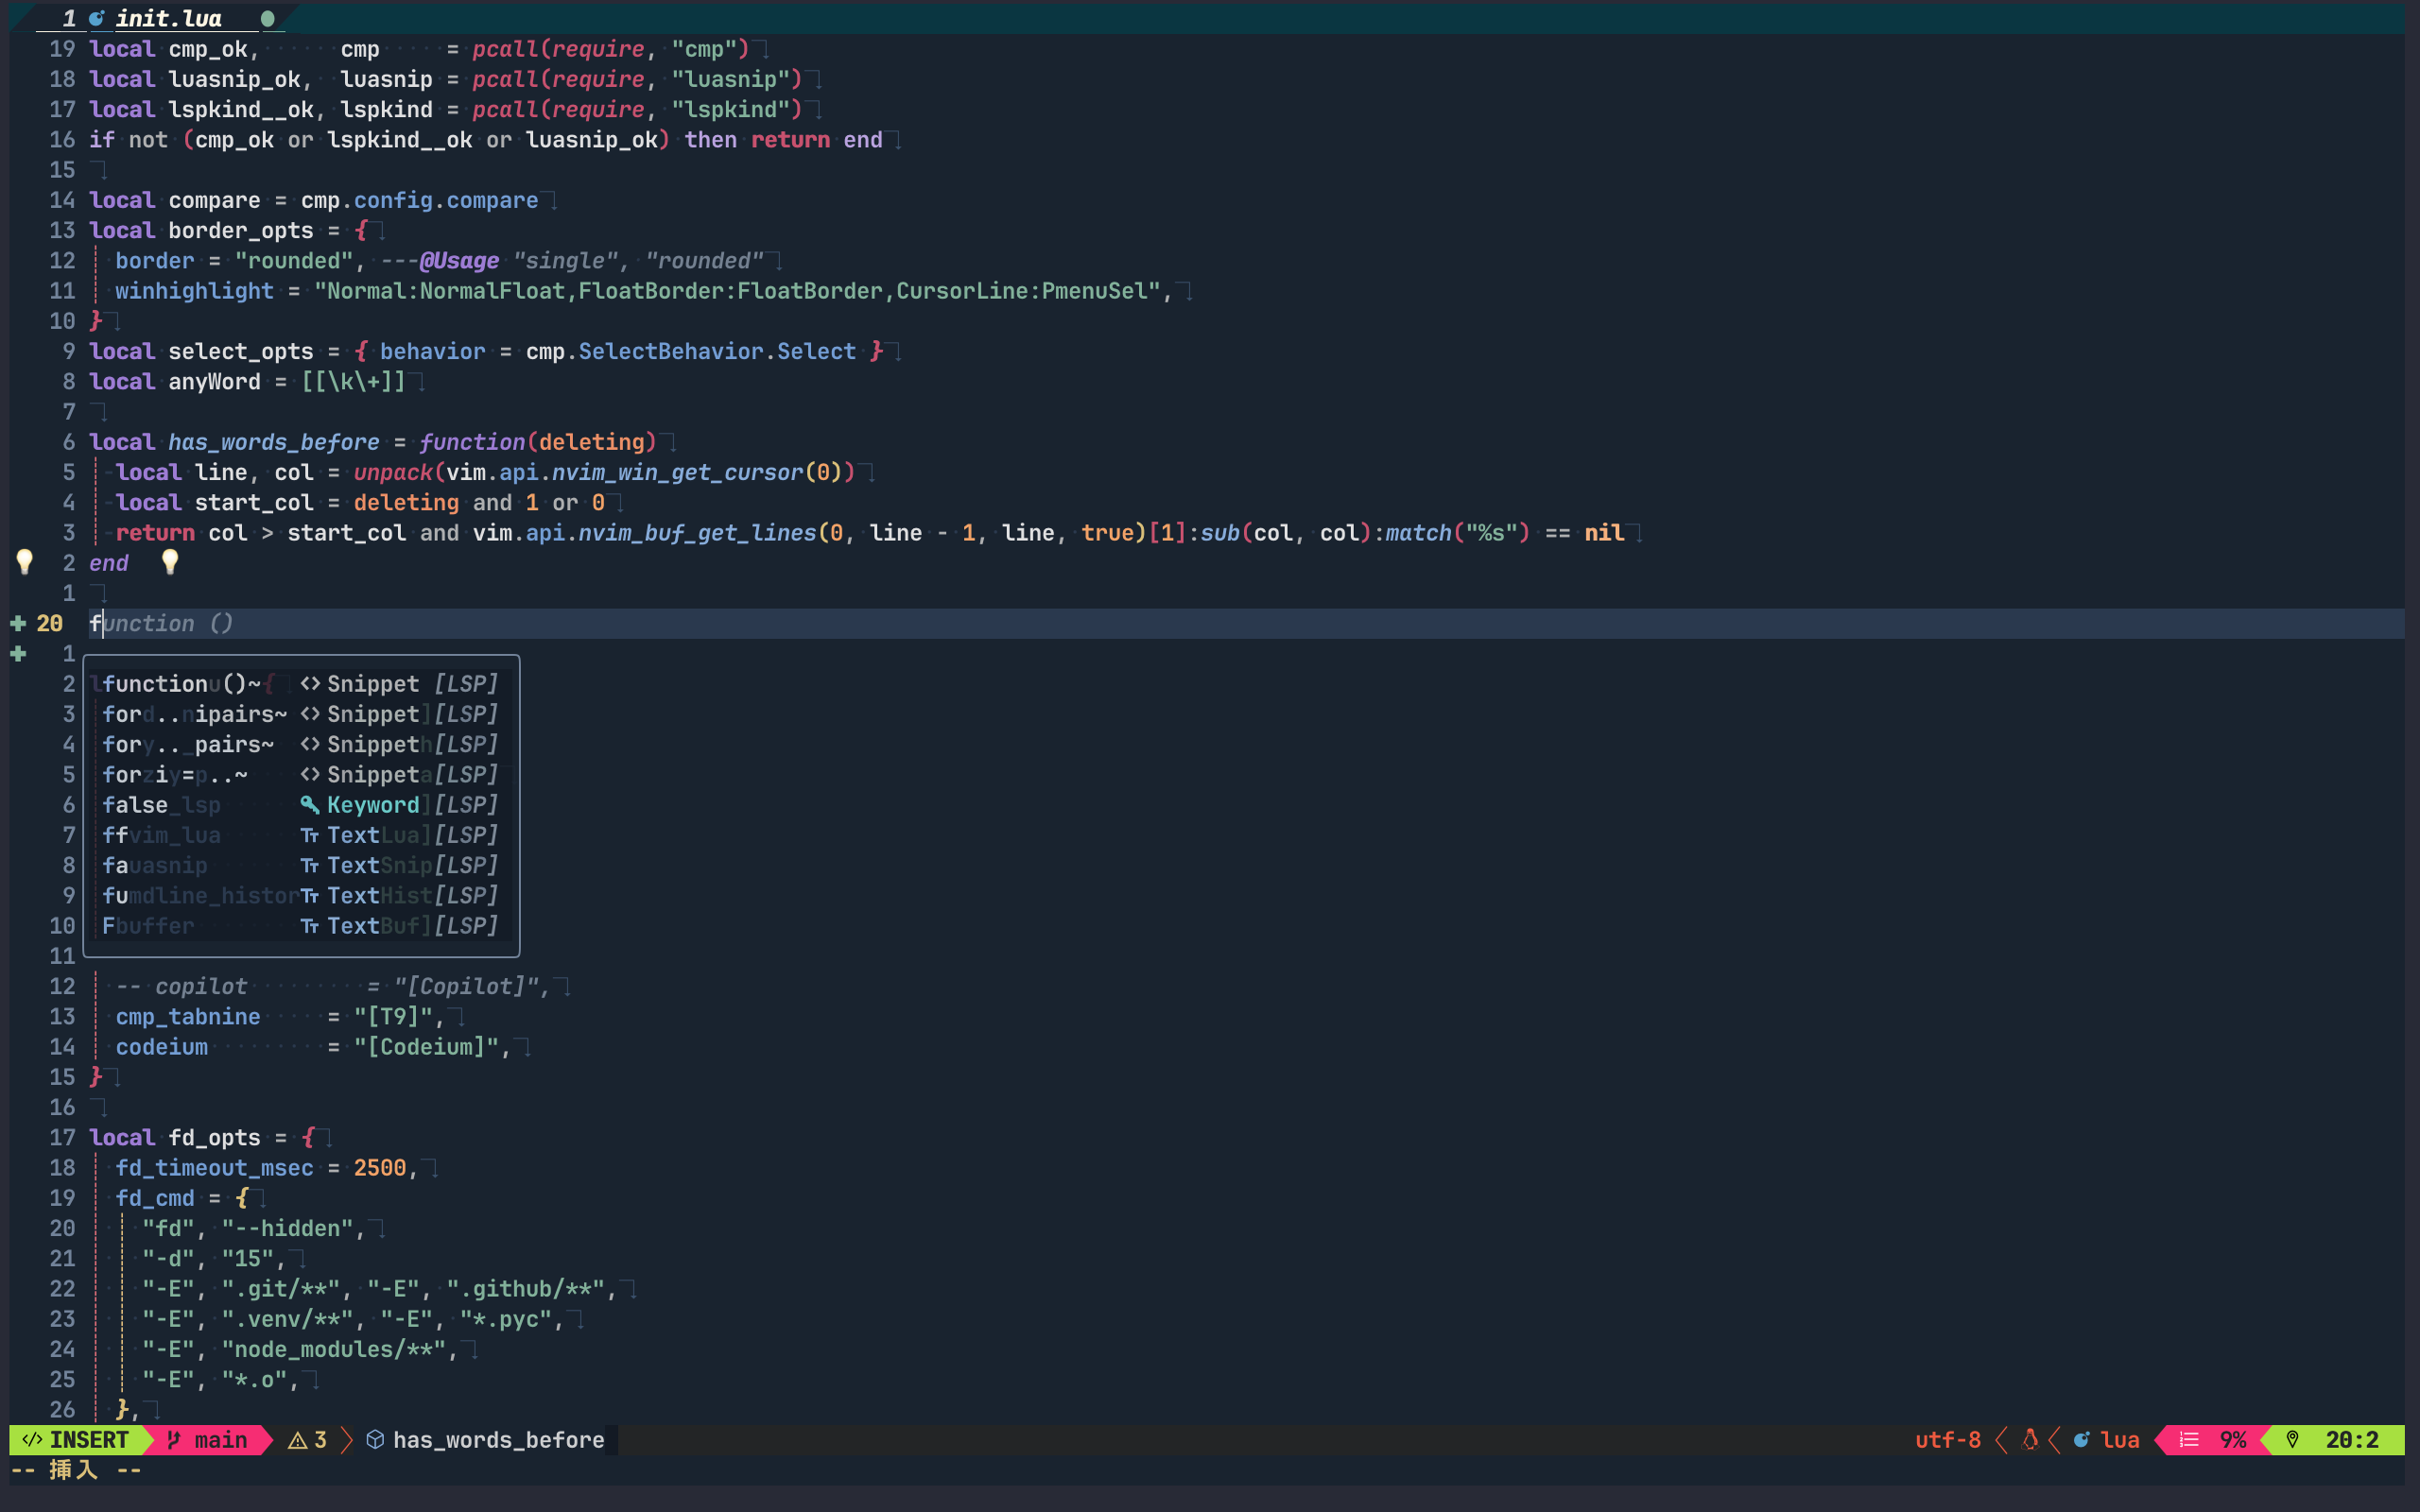 1 init.lua
19 local cmp_ok,       cmp     = pcall(require, "cmp")
18 local luasnip_ok,  luasnip = pcall(require, "luasnip")
17 local lspkind__ok, lspkind = pcall(require, "lspkind")
16 if not (cmp_ok or lspkind__ok or luasnip_ok) then return end
15
14 local compare = cmp.config.compare
13 local border_opts = {
12   border = "rounded", ---@Usage "single", "rounded"
11   winhighlight = "Normal:NormalFloat,FloatBorder:FloatBorder,CursorLine:PmenuSel",
10 }
9 local select_opts = { behavior = cmp.SelectBehavior.Select }
8 local anyWord = [[\k\+]]
7
6 local has_words_before = function(deleting)
5   local line, col = unpack(vim.api.nvim_win_get_cursor(0))
4   local start_col = deleting and 1 or 0
3   return col > start_col and vim.api.nvim_buf_get_lines(0, line - 1, line, true)[1]:sub(col, col):match("%s") == nil
2 end
1
20 function ()
1
2 function ()~ Snippet [LSP]
3 for .. ipairs~ Snippet [LSP]
4 for .. pairs~ Snippet [LSP]
5 for i = ..~ Snippet [LSP]
6 false Keyword [LSP]
7 ff Text [LSP]
8 fa Text [LSP]
9 fu Text [LSP]
10 F Text [LSP]
11
12   -- copilot         = "[Copilot]",
13   cmp_tabnine     = "[T9]",
14   codeium         = "[Codeium]",
15 }
16
17 local fd_opts = {
18   fd_timeout_msec = 2500,
19   fd_cmd = {
20     "fd", "--hidden",
21     "-d", "15",
22     "-E", ".git/**", "-E", ".github/**",
23     "-E", ".venv/**", "-E", "*.pyc",
24     "-E", "node_modules/**",
25     "-E", "*.o",
26   },
INSERT main 3 has_words_before utf-8 lua 9% 20:2
-- 插入 --